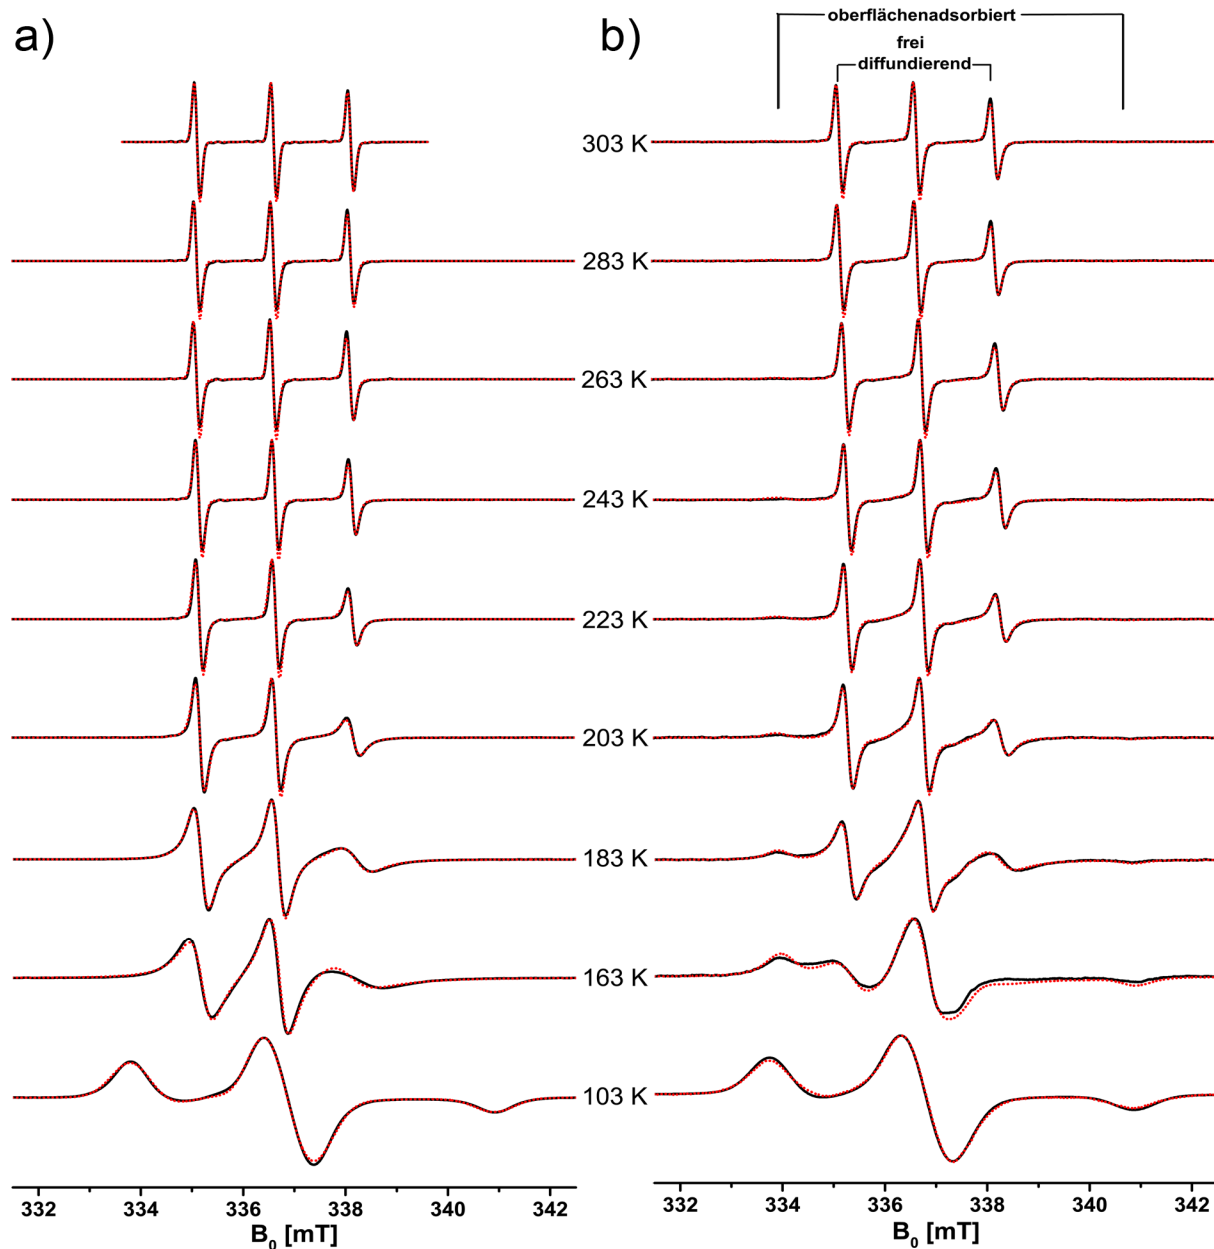 a)
b)
oberflächenadsorbiert
frei
diffundierend
303 K
283 K
263 K
243 K
223 K
203 K
183 K
163 K
103 K
332 334 336 338 340 342
332 334 336 338 340 342
B0 [mT]
B0 [mT]